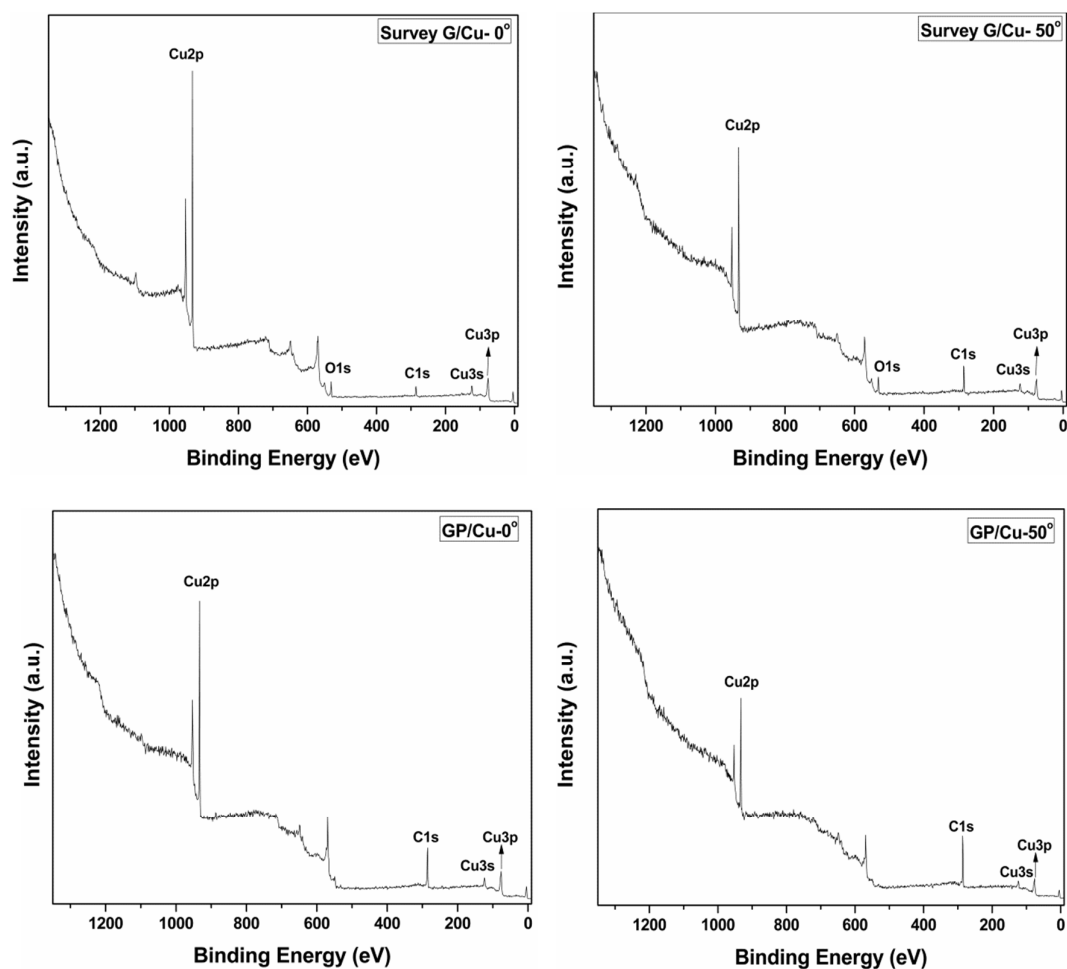 Survey G/Cu- 0°
Cu2p
Intensity (a.u.)
O1s
C1s
Cu3s
Cu3p
1200 1000 800 600 400 200 0
Binding Energy (eV)
Survey G/Cu- 50°
Cu2p
Intensity (a.u.)
O1s
C1s
Cu3s
Cu3p
1200 1000 800 600 400 200 0
Binding Energy (eV)
GP/Cu-0°
Cu2p
Intensity (a.u.)
C1s
Cu3s
Cu3p
1200 1000 800 600 400 200 0
Binding Energy (eV)
GP/Cu-50°
Cu2p
Intensity (a.u.)
C1s
Cu3s
Cu3p
1200 1000 800 600 400 200 0
Binding Energy (eV)